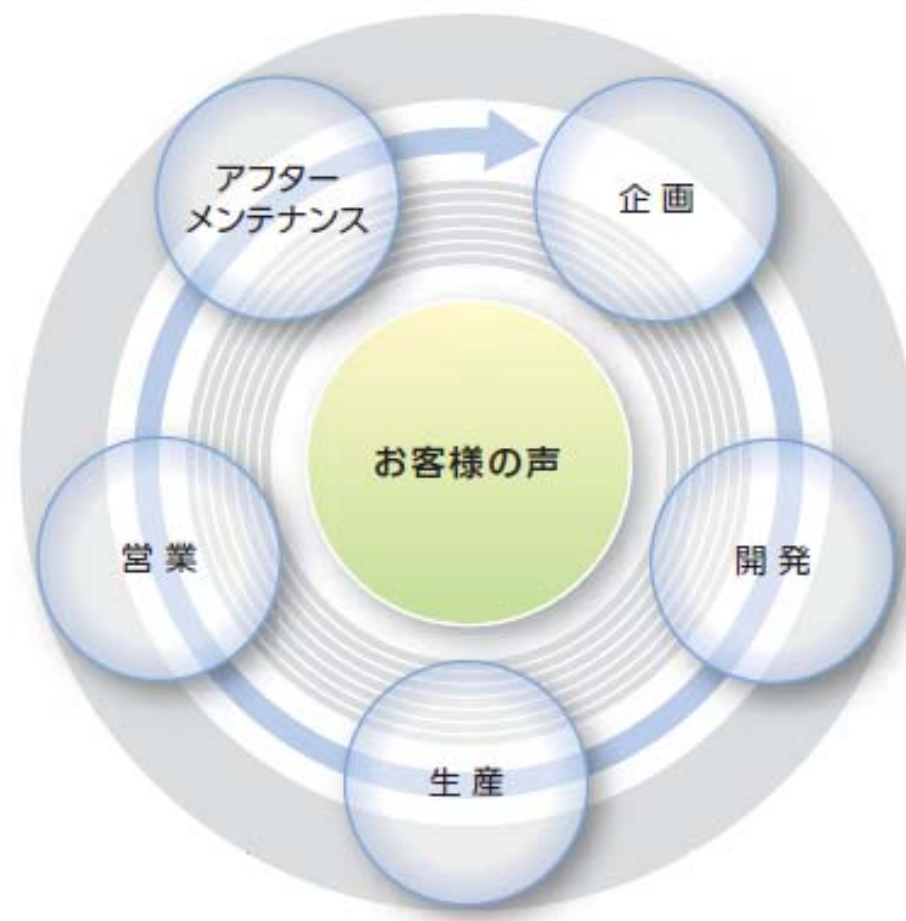 アフター
メンテナンス
企画
お客様の声
営業
開発
生産